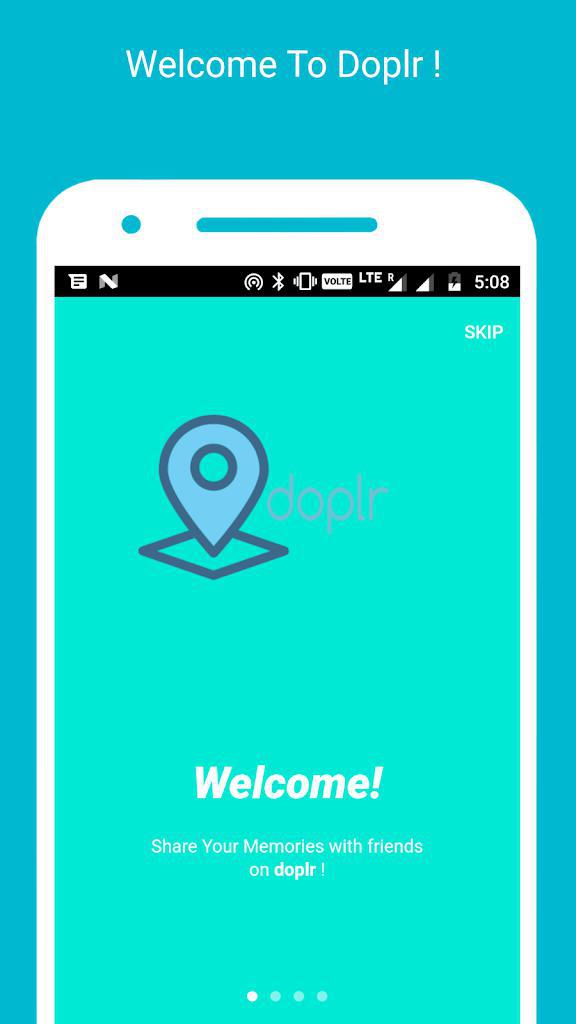 Welcome To Doplr !
VOLTE LTE R 5:08
SKIP
doplr
Welcome!
Share Your Memories with friends
on doplr !